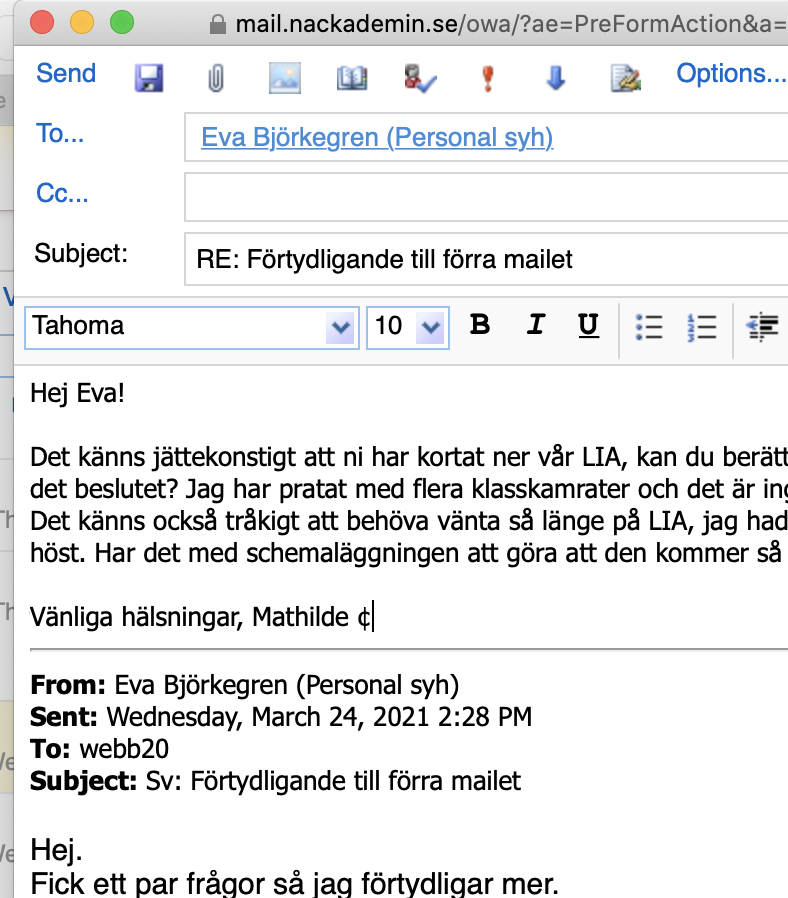 mail.nackademin.se/owa/?ae=PreFormAction&a=
Send
Options...
To...
Eva Björkegren (Personal syh)
Cc...
Subject:
RE: Förtydligande till förra mailet
Tahoma
10
B
I
U
Hej Eva!
Det känns jättekonstigt att ni har kortat ner vår LIA, kan du berätt
det beslutet? Jag har pratat med flera klasskamrater och det är ing
Det känns också tråkigt att behöva vänta så länge på LIA, jag had
höst. Har det med schemaläggningen att göra att den kommer så
Vänliga hälsningar, Mathilde ¢
From: Eva Björkegren (Personal syh)
Sent: Wednesday, March 24, 2021 2:28 PM
To: webb20
Subject: Sv: Förtydligande till förra mailet
Hej.
Fick ett par frågor så jag förtydligar mer.